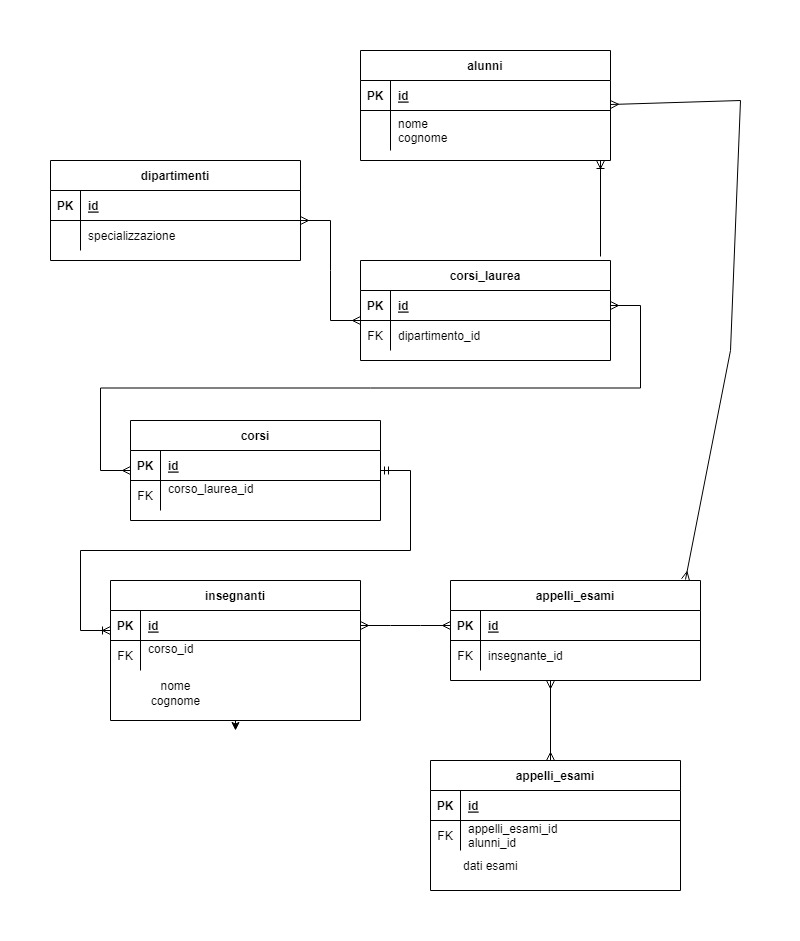 alunni
PK id
nome
cognome
dipartimenti
PK id
specializzazione
corsi_laurea
PK id
FK dipartimento_id
corsi
PK id
FK corso_laurea_id
insegnanti
PK id
FK corso_id
nome
cognome
appelli_esami
PK id
FK insegnante_id
appelli_esami
PK id
FK appelli_esami_id
alunni_id
dati esami